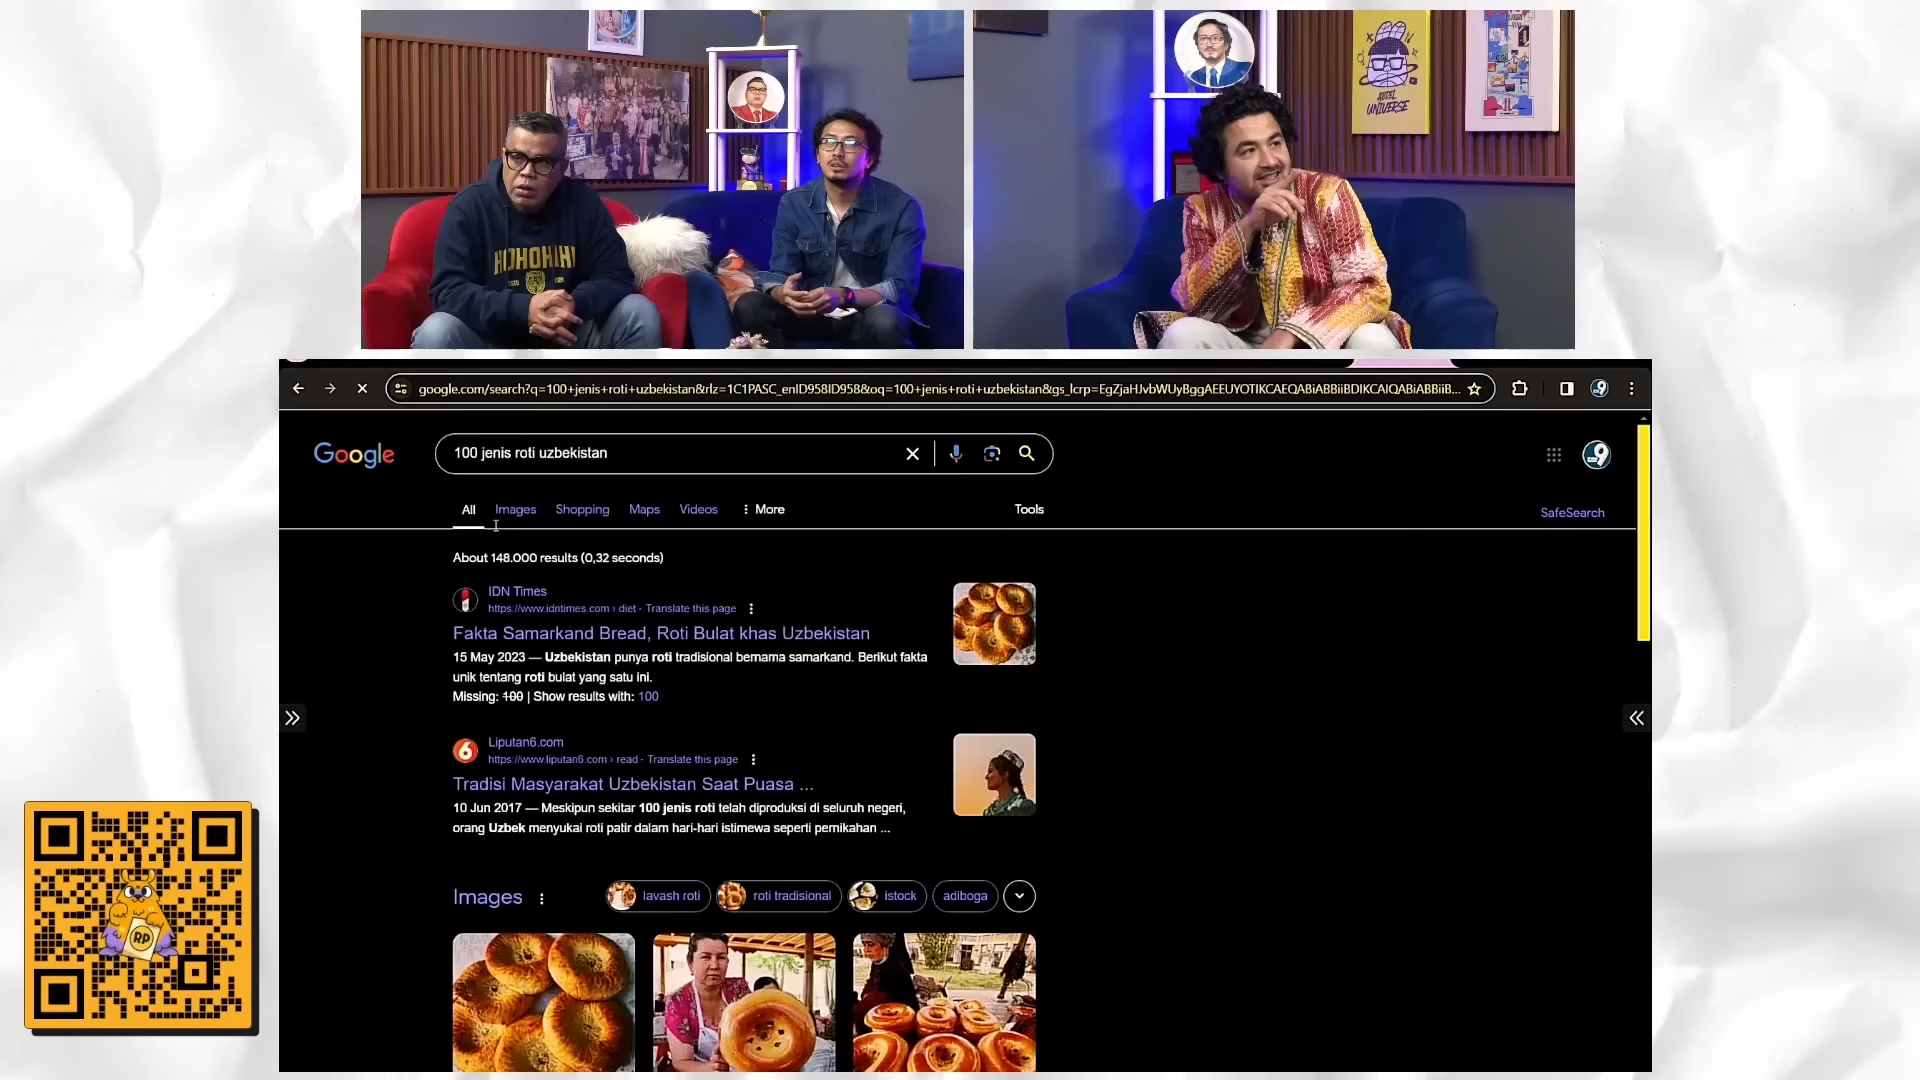 ABDEL
UNIVERSE
HOHOHIHI
google.com/search?q=100+jenis+roti+uzbekistan&rlz=1C1PASC_enID958ID958&oq=100+jenis+roti+uzbekistan&gs_lcrp=EgZjaHJvbWUyBggAEEUYOTIKCAEQABiABBiiBDIKCAIQABiABBiiB...
Google
100 jenis roti uzbekistan
All Images Shopping Maps Videos More Tools
SafeSearch
About 148.000 results (0,32 seconds)
IDN Times
https://www.idntimes.com › diet · Translate this page
Fakta Samarkand Bread, Roti Bulat khas Uzbekistan
15 May 2023 — Uzbekistan punya roti tradisional bernama samarkand. Berikut fakta
unik tentang roti bulat yang satu ini.
Missing: 100 | Show results with: 100
Liputan6.com
https://www.liputan6.com › read · Translate this page
Tradisi Masyarakat Uzbekistan Saat Puasa ...
10 Jun 2017 — Meskipun sekitar 100 jenis roti telah diproduksi di seluruh negeri,
orang Uzbek menyukai roti patir dalam hari-hari istimewa seperti pernikahan ...
Images
lavash roti
roti tradisional
istock
adiboga
RP